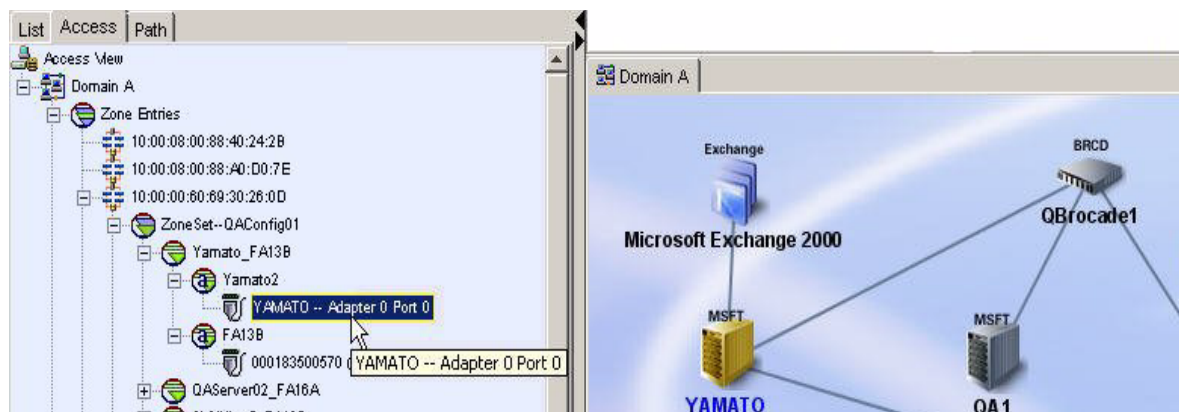 List Access Path
Access View
Domain A
Zone Entries
10:00:08:00:88:40:24:2B
10:00:08:00:88:A0:D0:7E
10:00:00:60:69:30:26:0D
ZoneSet--QAConfig01
Yamato_FA13B
Yamato2
YAMATO -- Adapter 0 Port 0
FA13B
000183500570
YAMATO -- Adapter 0 Port 0
QAServer02_FA16A
Domain A
Exchange
Microsoft Exchange 2000
BRCD
QBrocade1
MSFT
YAMATO
MSFT
QA1